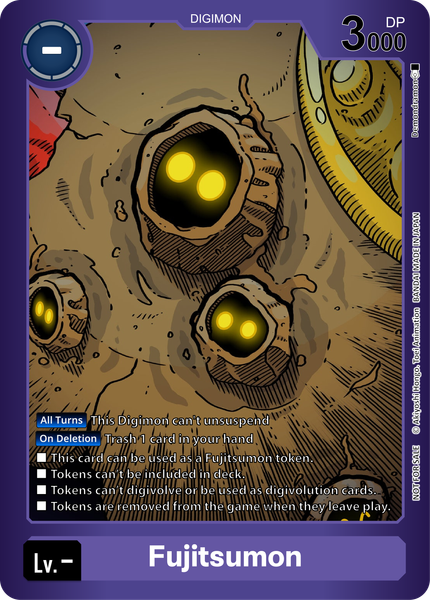 DIGIMON
–
DP
3000
All Turns This Digimon can't unsuspend
On Deletion Trash 1 card in your hand
■ This card can be used as a Fujitsumon token.
■ Tokens can't be included in deck.
■ Tokens can't digivolve or be used as digivolution cards.
■ Tokens are removed from the game when they leave play.
Lv.–
Fujitsumon
NOT FOR SALE © Akiyoshi Hongo, Toei Animation BANDAI MADE IN JAPAN